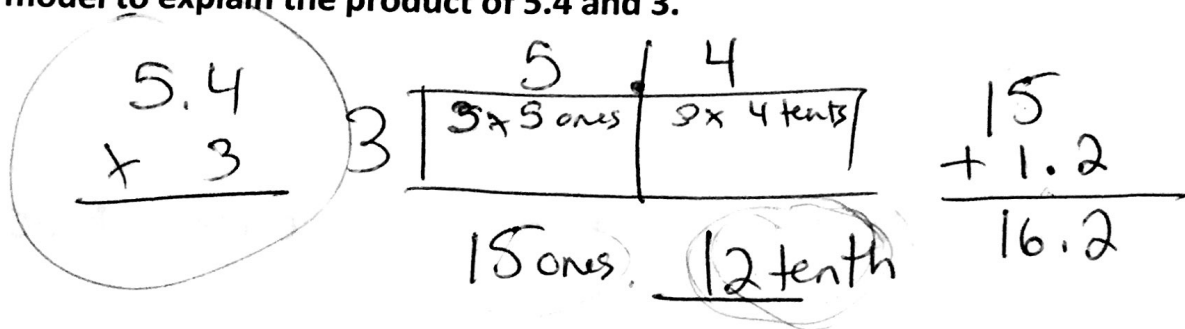 model to explain the product of 5.4 and 3.
5.4
x 3
5 . 4
3
3x5 ones
3x 4 tents
15 ones. 12 tenth
15
+ 1.2
16.2